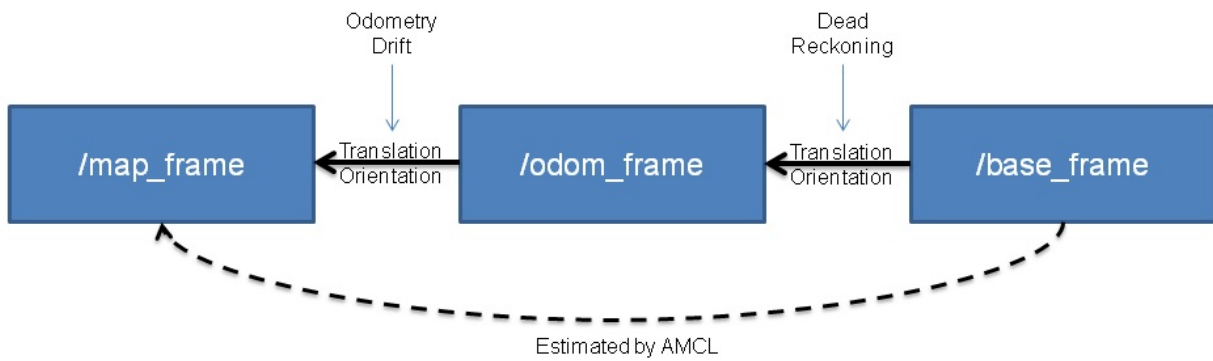 Odometry
Drift
Dead
Reckoning
/map_frame
Translation
Orientation
/odom_frame
Translation
Orientation
/base_frame
Estimated by AMCL